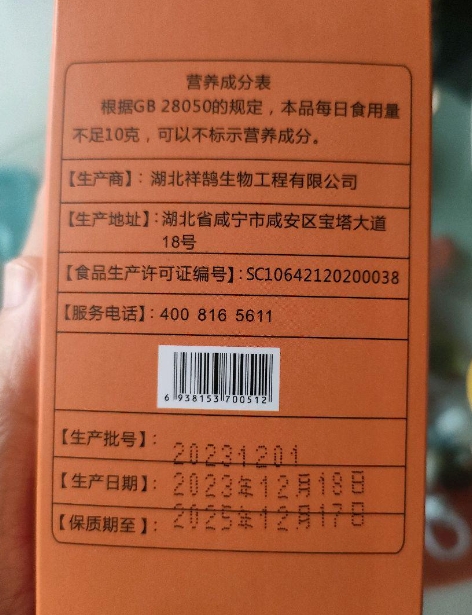 营养成分表
根据GB 28050的规定，本品每日食用量
不足10克，可以不标示营养成分。
【生产商】：湖北祥鹄生物工程有限公司
【生产地址】：湖北省咸宁市咸安区宝塔大道
18号
【食品生产许可证编号】：SC10642120200038
【服务电话】：400 816 5611
6 938153 700512
【生产批号】：20231201
【生产日期】：2023年12月18日
【保质期至】：2025年12月17日